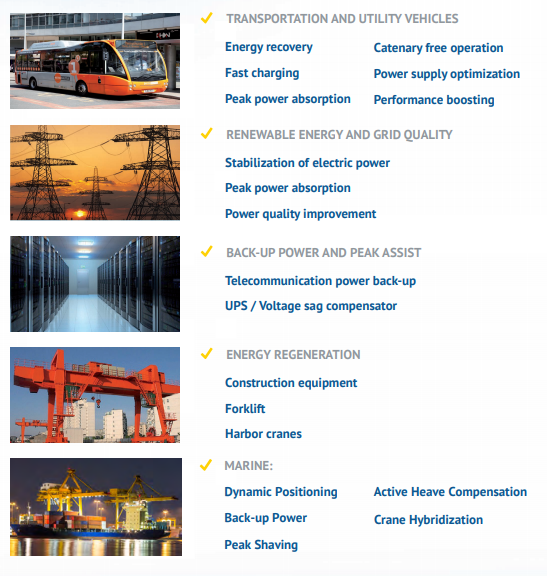 TRANSPORTATION AND UTILITY VEHICLES
Energy recovery
Catenary free operation
Fast charging
Power supply optimization
Peak power absorption
Performance boosting
RENEWABLE ENERGY AND GRID QUALITY
Stabilization of electric power
Peak power absorption
Power quality improvement
BACK-UP POWER AND PEAK ASSIST
Telecommunication power back-up
UPS / Voltage sag compensator
ENERGY REGENERATION
Construction equipment
Forklift
Harbor cranes
MARINE:
Dynamic Positioning
Active Heave Compensation
Back-up Power
Crane Hybridization
Peak Shaving